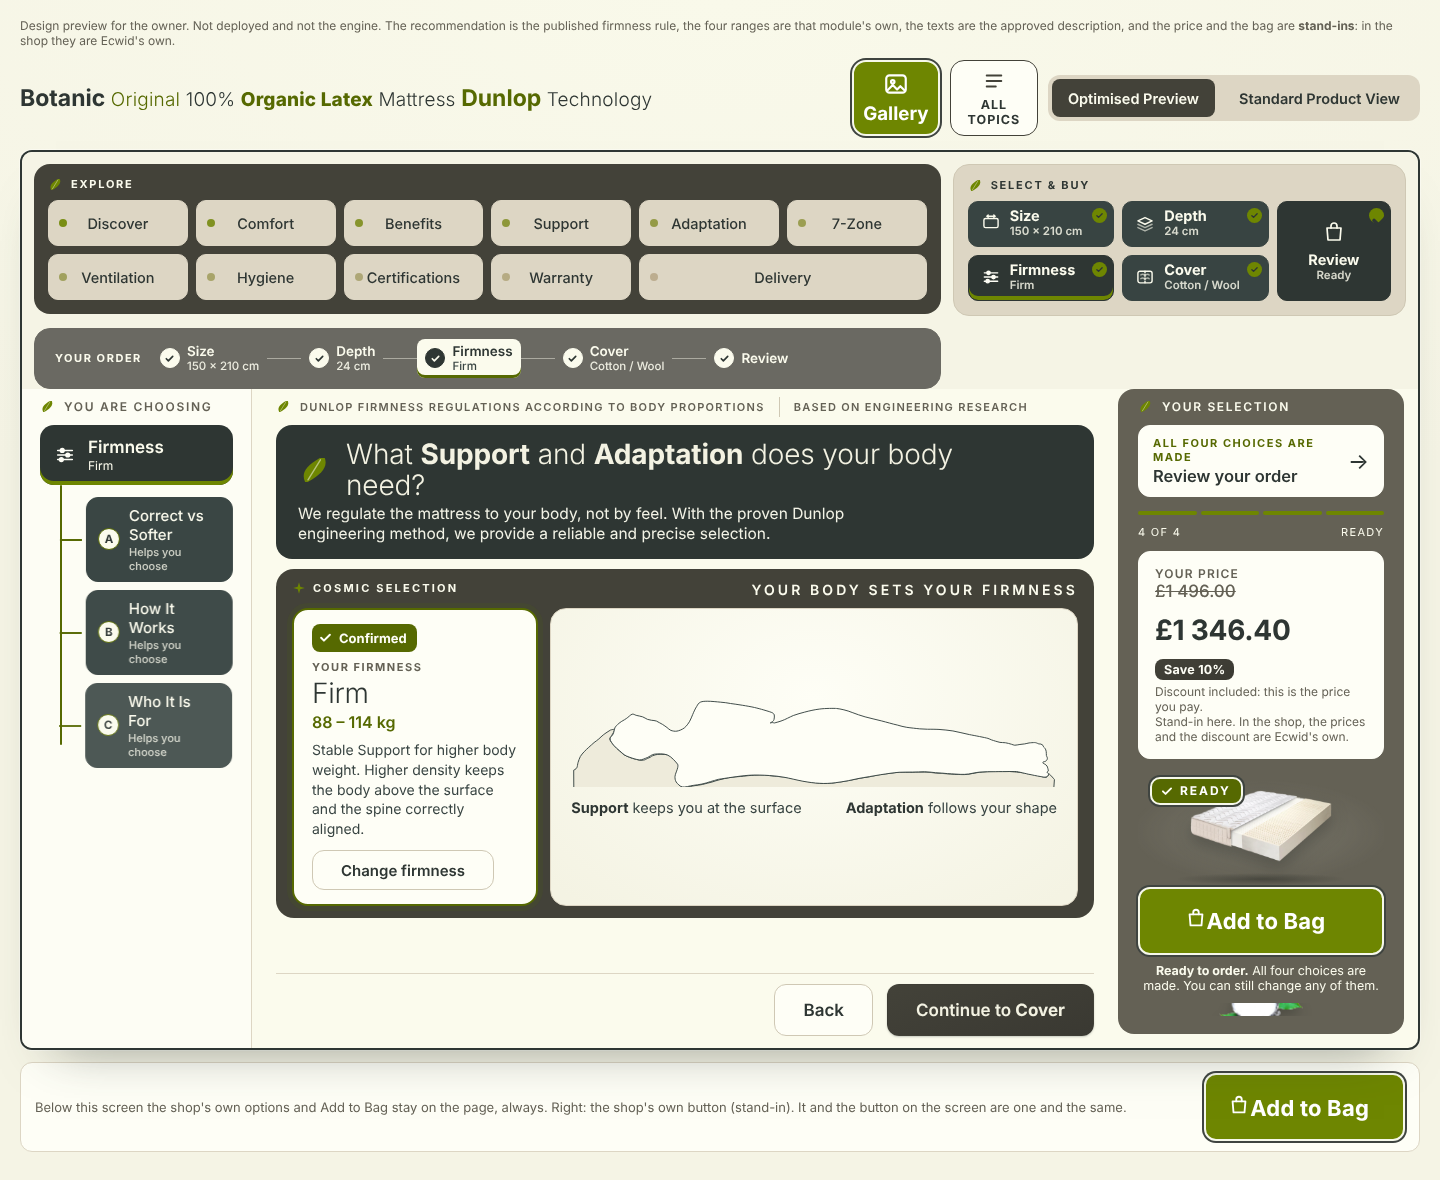 Design preview for the owner. Not deployed and not the engine. The recommendation is the published firmness rule, the four ranges are that module's own, the texts are the approved description, and the price and the bag are stand-ins: in the
shop they are Ecwid's own.
Botanic Original 100% Organic Latex Mattress Dunlop Technology
Gallery
ALL
TOPICS
Optimised Preview
Standard Product View
EXPLORE
Discover
Comfort
Benefits
Support
Adaptation
7-Zone
Ventilation
Hygiene
Certifications
Warranty
Delivery
SELECT & BUY
Size
150 × 210 cm
Depth
24 cm
Firmness
Firm
Cover
Cotton / Wool
Review
Ready
YOUR ORDER
Size
150 × 210 cm
Depth
24 cm
Firmness
Firm
Cover
Cotton / Wool
Review
YOU ARE CHOOSING
Firmness
Firm
A
Correct vs
Softer
Helps you
choose
B
How It
Works
Helps you
choose
C
Who It Is
For
Helps you
choose
DUNLOP FIRMNESS REGULATIONS ACCORDING TO BODY PROPORTIONS
BASED ON ENGINEERING RESEARCH
What Support and Adaptation does your body
need?
We regulate the mattress to your body, not by feel. With the proven Dunlop
engineering method, we provide a reliable and precise selection.
COSMIC SELECTION
YOUR BODY SETS YOUR FIRMNESS
Confirmed
YOUR FIRMNESS
Firm
88 – 114 kg
Stable Support for higher body
weight. Higher density keeps
the body above the surface
and the spine correctly
aligned.
Change firmness
Support keeps you at the surface
Adaptation follows your shape
Back
Continue to Cover
YOUR SELECTION
ALL FOUR CHOICES ARE
MADE
Review your order
4 OF 4
READY
YOUR PRICE
£1 496.00
£1 346.40
Save 10%
Discount included: this is the price
you pay.
Stand-in here. In the shop, the prices
and the discount are Ecwid's own.
READY
Add to Bag
Ready to order. All four choices are
made. You can still change any of them.
Below this screen the shop's own options and Add to Bag stay on the page, always. Right: the shop's own button (stand-in). It and the button on the screen are one and the same.
Add to Bag